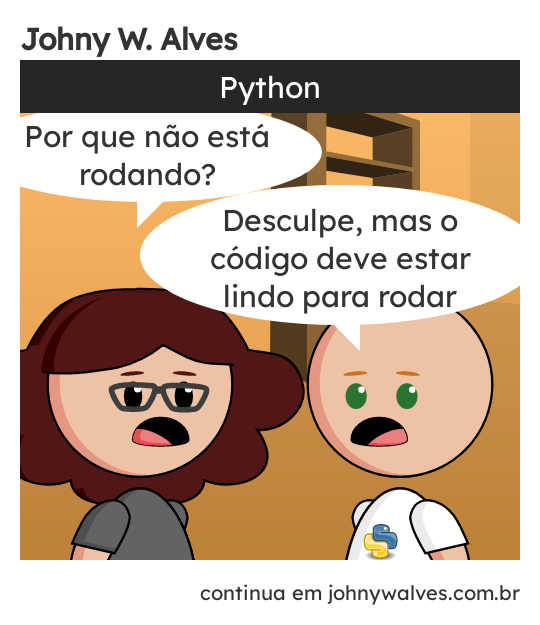 Johny W. Alves
Python
Por que não está
rodando?
Desculpe, mas o
código deve estar
lindo para rodar
continua em johnywalves.com.br